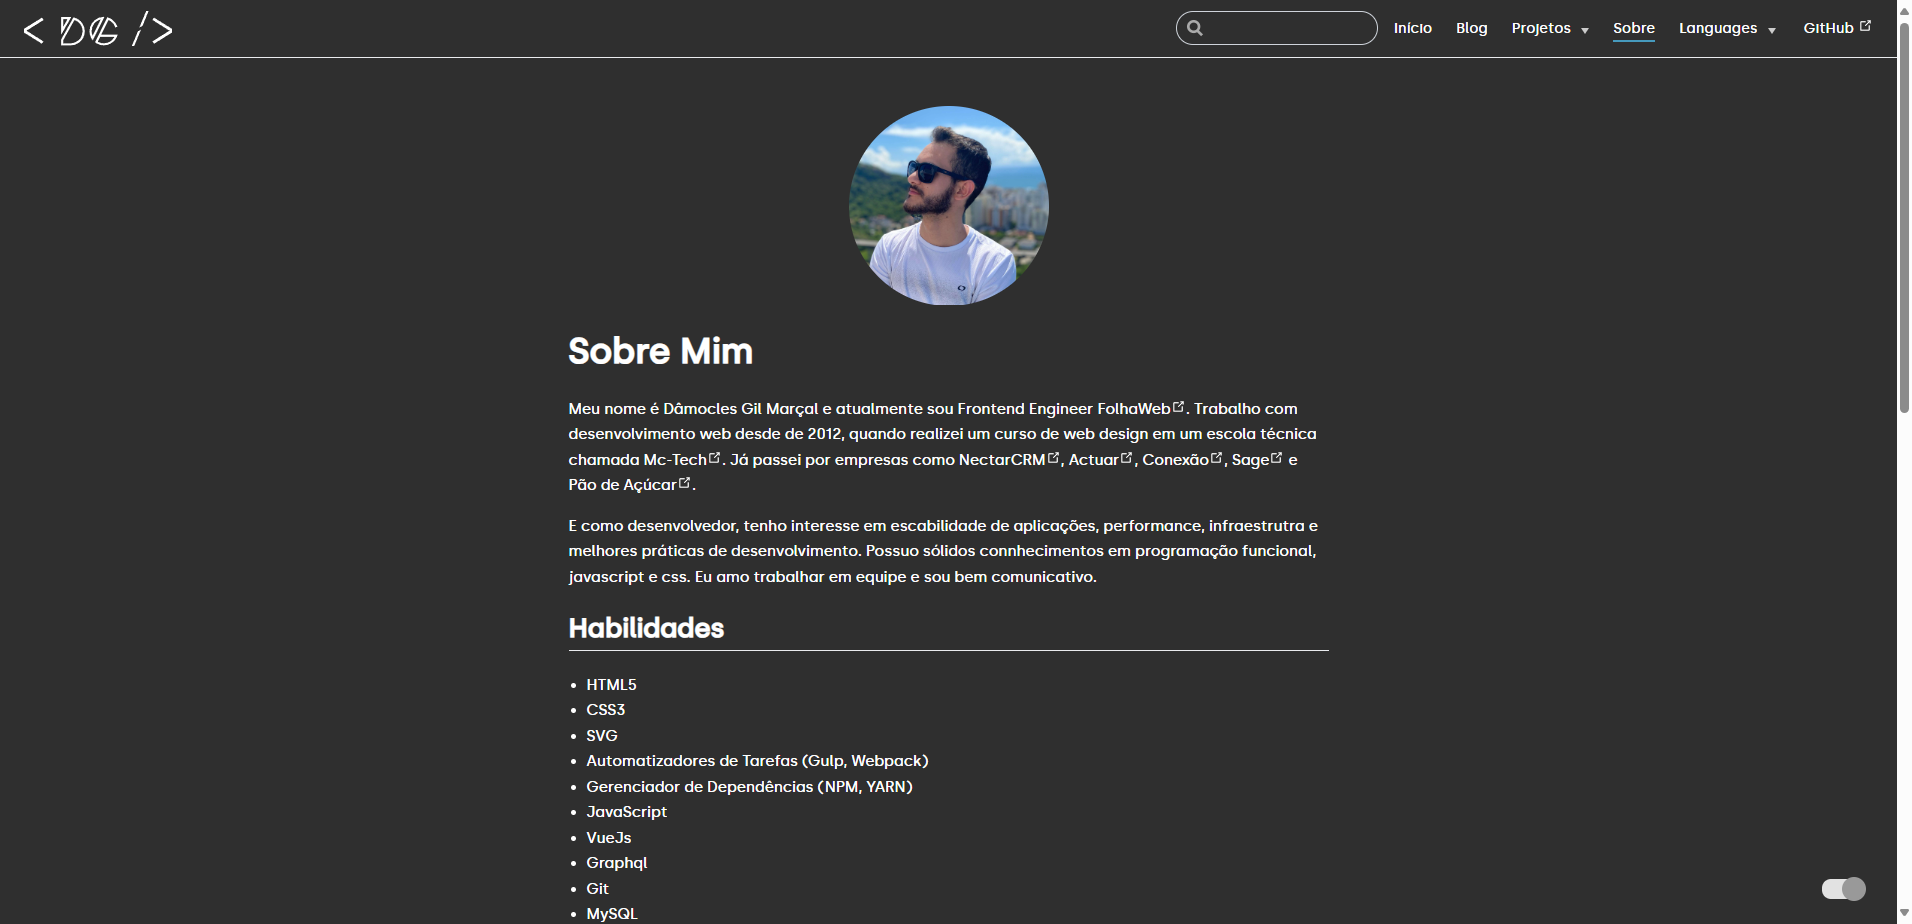 < DG />
Início Blog Projetos Sobre Languages GitHub
Sobre Mim
Meu nome é Dâmocles Gil Marçal e atualmente sou Frontend Engineer FolhaWeb. Trabalho com
desenvolvimento web desde de 2012, quando realizei um curso de web design em um escola técnica
chamada Mc-Tech. Já passei por empresas como NectarCRM, Actuar, Conexão, Sage e
Pão de Açúcar.
E como desenvolvedor, tenho interesse em escabilidade de aplicações, performance, infraestrutra e
melhores práticas de desenvolvimento. Possuo sólidos connhecimentos em programação funcional,
javascript e css. Eu amo trabalhar em equipe e sou bem comunicativo.
Habilidades
• HTML5
• CSS3
• SVG
• Automatizadores de Tarefas (Gulp, Webpack)
• Gerenciador de Dependências (NPM, YARN)
• JavaScript
• VueJs
• Graphql
• Git
• MySQL